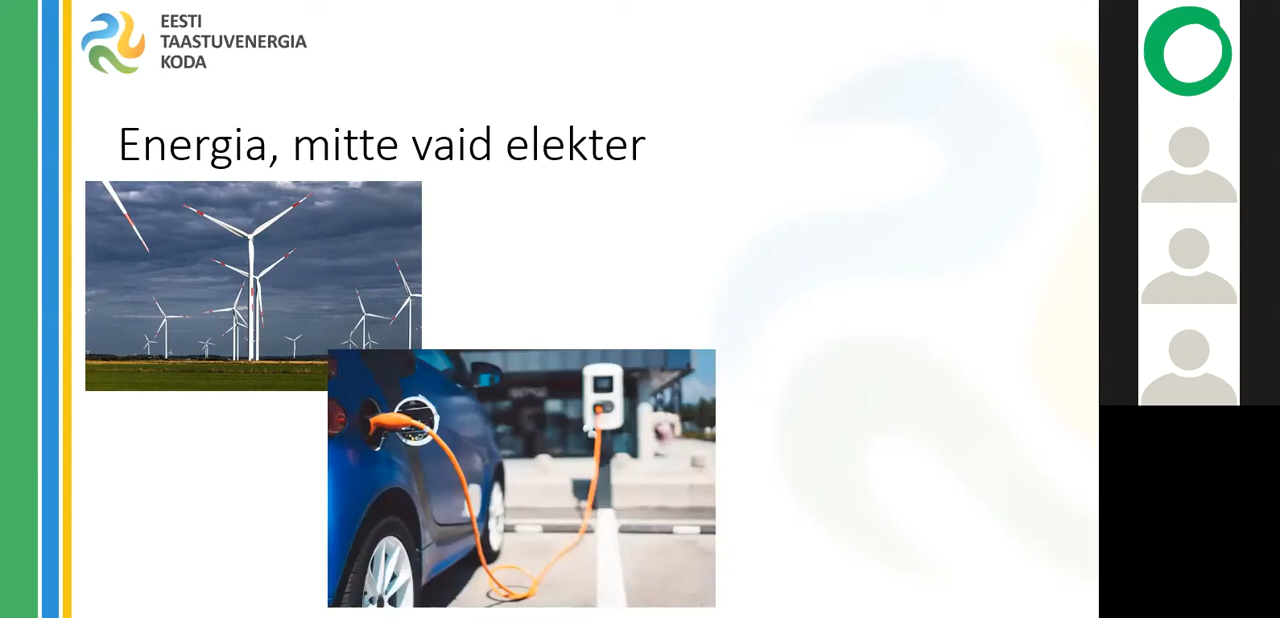 EESTI
TAASTUVENERGIA
KODA
Energia, mitte vaid elekter